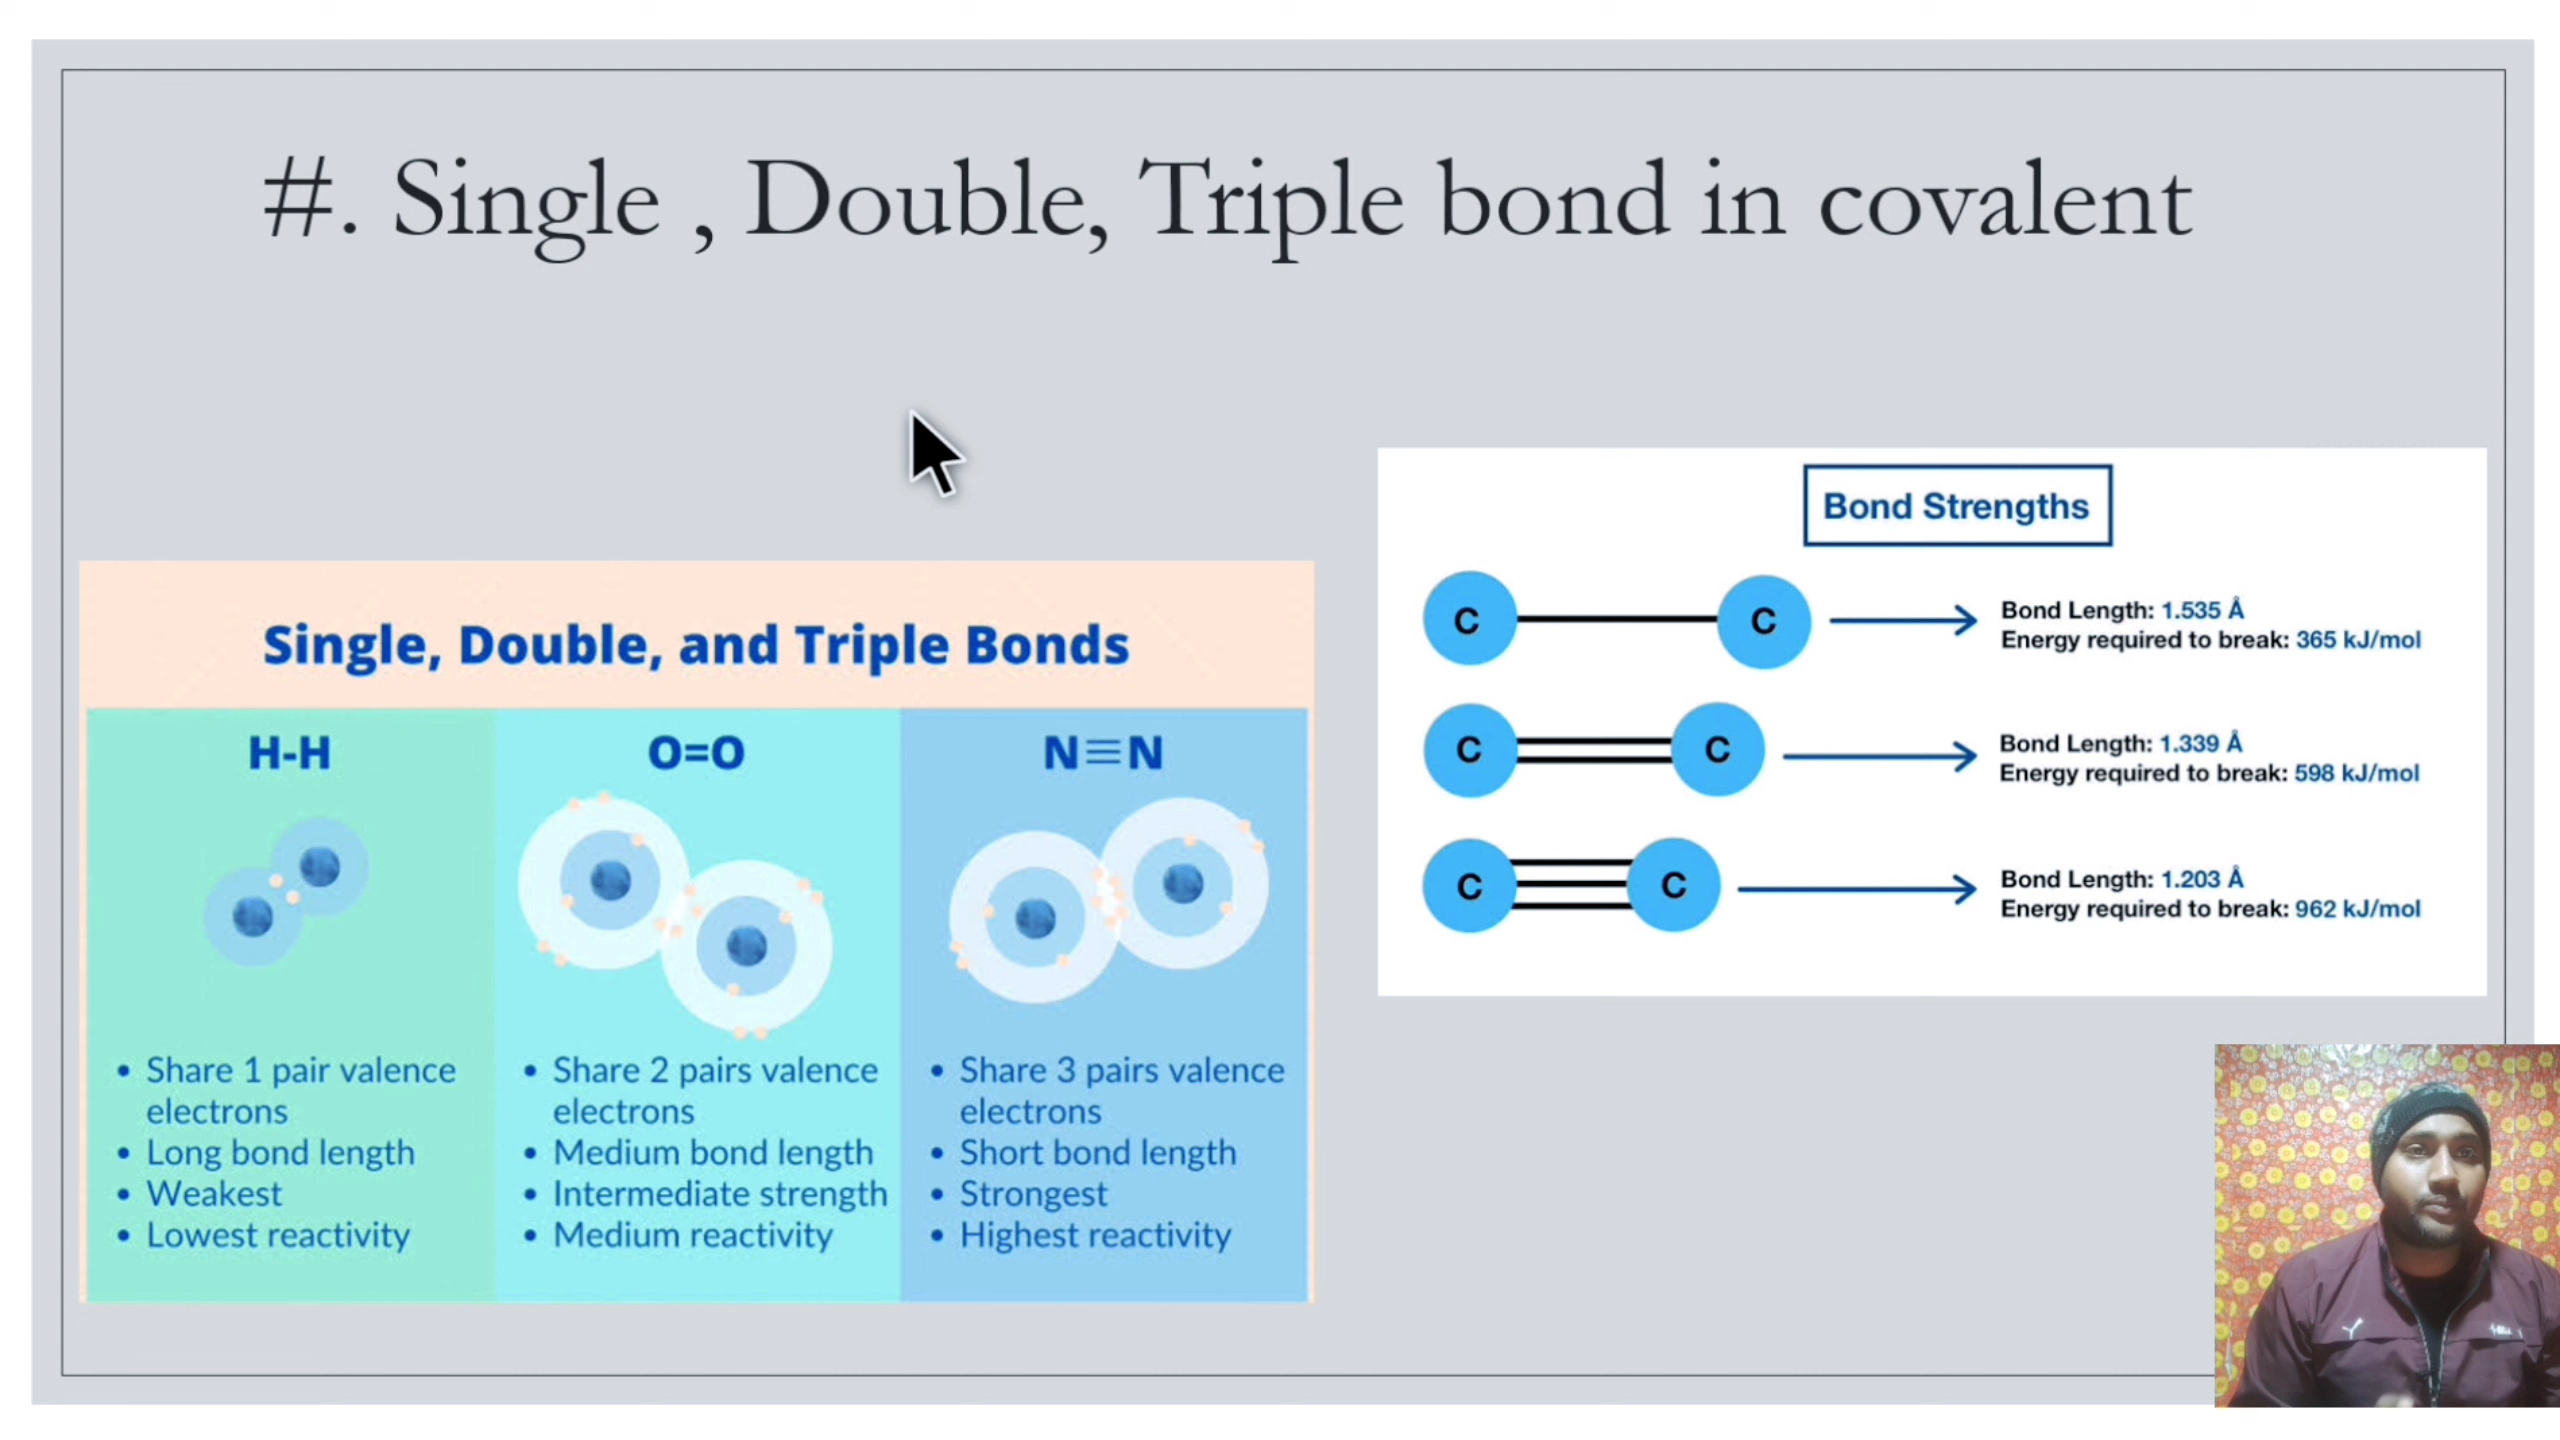 #. Single , Double, Triple bond in covalent
Single, Double, and Triple Bonds
H-H
• Share 1 pair valence
electrons
• Long bond length
• Weakest
• Lowest reactivity
O=O
• Share 2 pairs valence
electrons
• Medium bond length
• Intermediate strength
• Medium reactivity
N≡N
• Share 3 pairs valence
electrons
• Short bond length
• Strongest
• Highest reactivity
Bond Strengths
C C Bond Length: 1.535 Å
Energy required to break: 365 kJ/mol
C C Bond Length: 1.339 Å
Energy required to break: 598 kJ/mol
C C Bond Length: 1.203 Å
Energy required to break: 962 kJ/mol